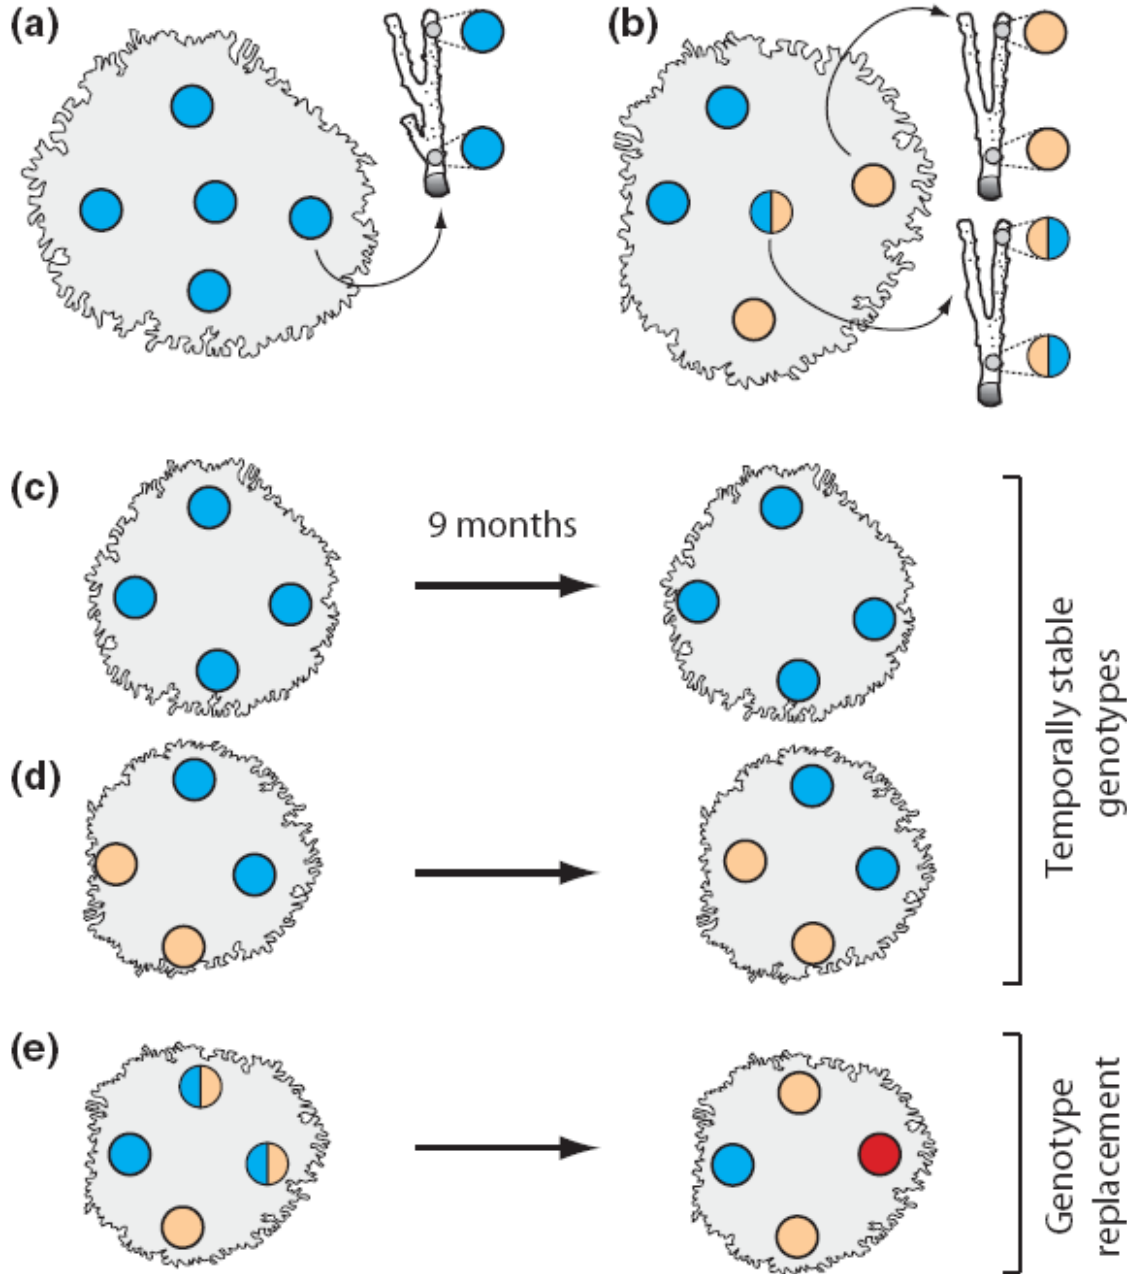 (a)
(b)
(c)
9 months
(d)
Temporally stable
genotypes
(e)
Genotype
replacement